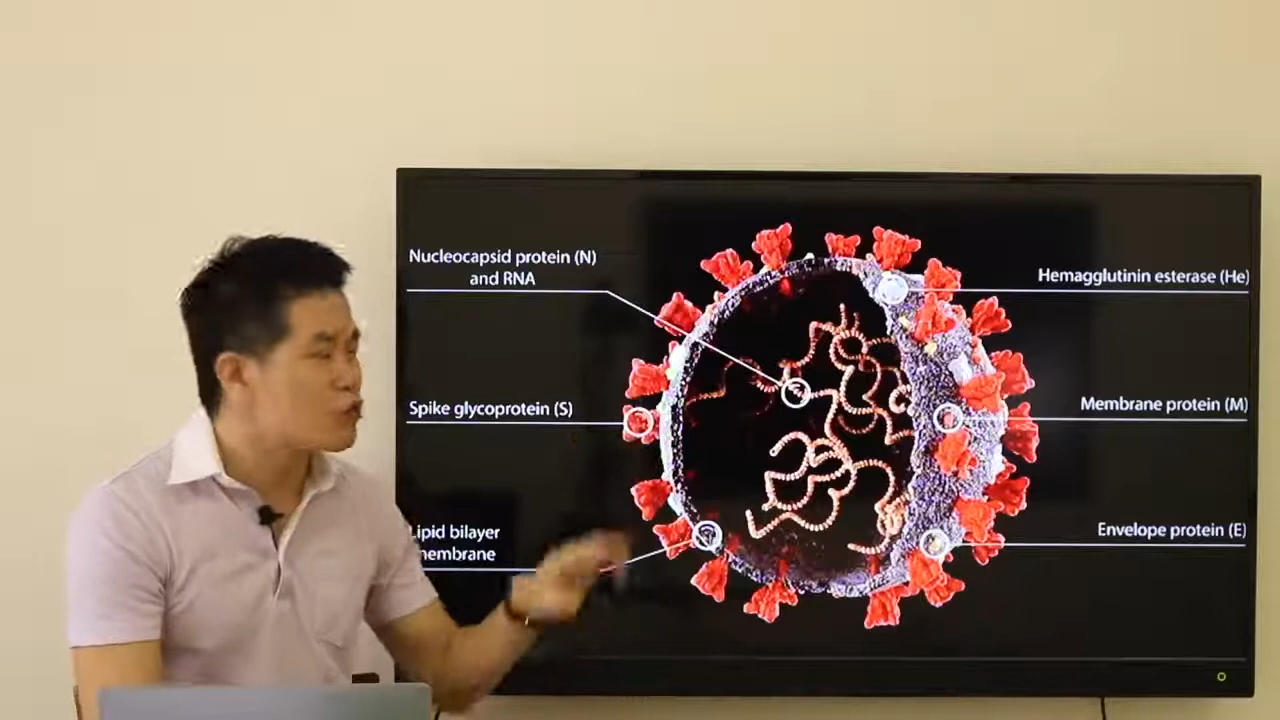 Nucleocapsid protein (N)
and RNA
Spike glycoprotein (S)
Lipid bilayer
membrane
Hemagglutinin esterase (He)
Membrane protein (M)
Envelope protein (E)